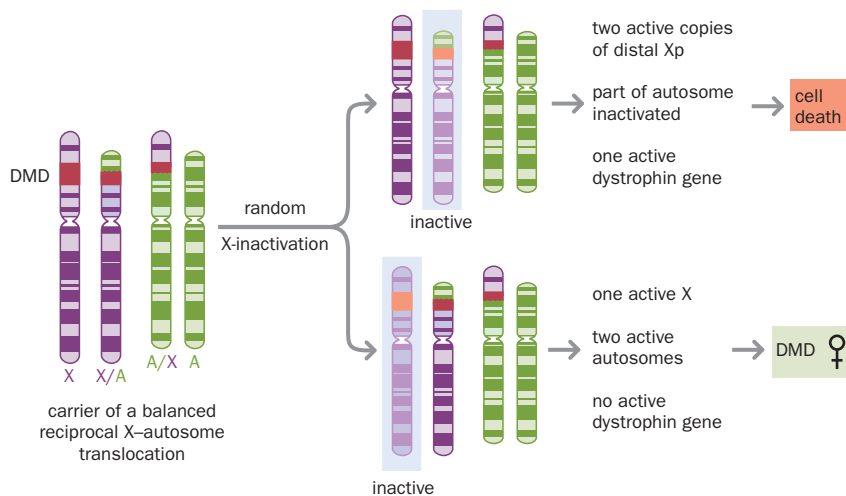 DMD
X
X/A
A/X
A
carrier of a balanced
reciprocal X–autosome
translocation
random
X-inactivation
inactive
two active copies
of distal Xp
part of autosome
inactivated
one active
dystrophin gene
cell
death
inactive
one active X
two active
autosomes
no active
dystrophin gene
DMD ♀